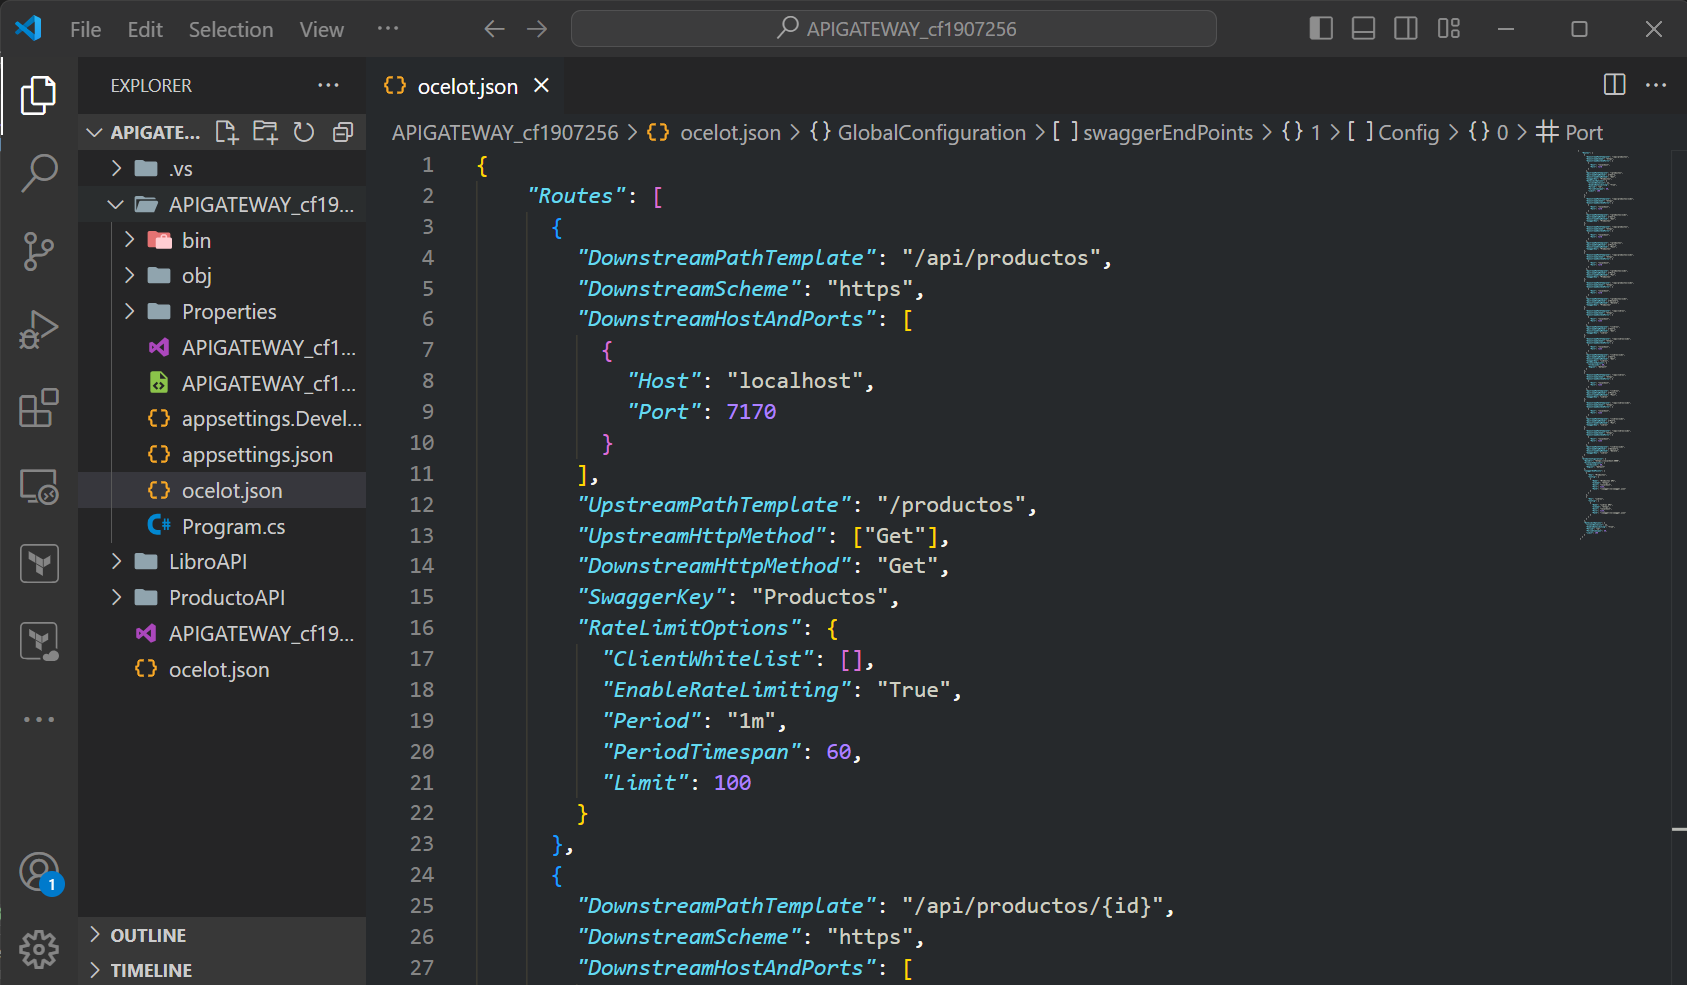 File Edit Selection View ··· APIGATEWAY_cf1907256
EXPLORER ···
APIGATE...
.vs
APIGATEWAY_cf19...
bin
obj
Properties
APIGATEWAY_cf1...
APIGATEWAY_cf1...
appsettings.Devel...
appsettings.json
ocelot.json
C# Program.cs
LibroAPI
ProductoAPI
APIGATEWAY_cf19...
ocelot.json
1
OUTLINE
TIMELINE
{} ocelot.json ×
APIGATEWAY_cf1907256 > {} ocelot.json > {} GlobalConfiguration > [ ] swaggerEndPoints > {} 1 > [ ] Config > {} 0 > # Port
1 {
2 "Routes": [
3 {
4 "DownstreamPathTemplate": "/api/productos",
5 "DownstreamScheme": "https",
6 "DownstreamHostAndPorts": [
7 {
8 "Host": "localhost",
9 "Port": 7170
10 }
11 ],
12 "UpstreamPathTemplate": "/productos",
13 "UpstreamHttpMethod": ["Get"],
14 "DownstreamHttpMethod": "Get",
15 "SwaggerKey": "Productos",
16 "RateLimitOptions": {
17 "ClientWhitelist": [],
18 "EnableRateLimiting": "True",
19 "Period": "1m",
20 "PeriodTimespan": 60,
21 "Limit": 100
22 }
23 },
24 {
25 "DownstreamPathTemplate": "/api/productos/{id}",
26 "DownstreamScheme": "https",
27 "DownstreamHostAndPorts": [